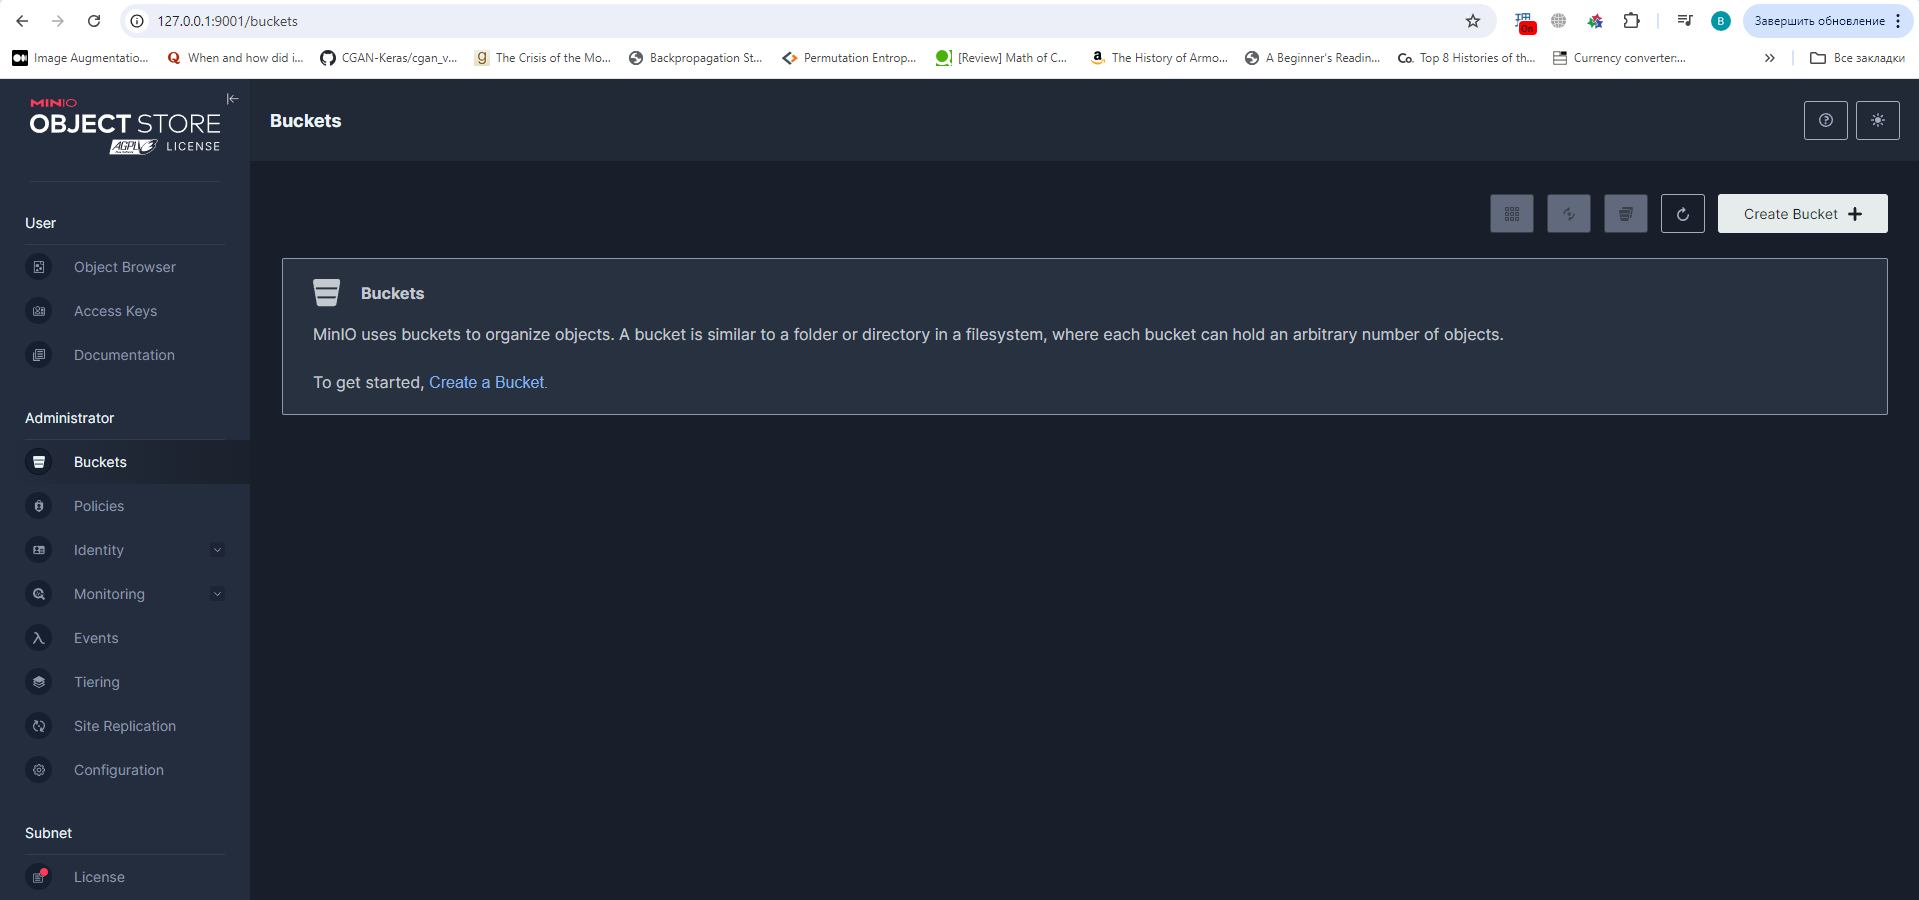 127.0.0.1:9001/buckets
On
B
Завершить обновление
Image Augmentatio...
When and how did i...
CGAN-Keras/cgan_v...
The Crisis of the Mo...
Backpropagation St...
Permutation Entrop...
[Review] Math of C...
The History of Armo...
A Beginner's Readin...
Co. Top 8 Histories of th...
Currency converter:...
Все закладки
MINIO
OBJECT STORE
AGPL v3 LICENSE
Buckets
User
Object Browser
Access Keys
Documentation
Administrator
Buckets
Policies
Identity
Monitoring
Events
Tiering
Site Replication
Configuration
Subnet
License
Create Bucket
Buckets
MinIO uses buckets to organize objects. A bucket is similar to a folder or directory in a filesystem, where each bucket can hold an arbitrary number of objects.
To get started, Create a Bucket.